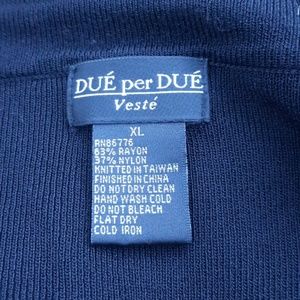 DUÉ per DUÉ
Vesté
XL
RN86776
63% RAYON
37% NYLON
KNITTED IN TAIWAN
FINISHED IN CHINA
DO NOT DRY CLEAN
HAND WASH COLD
DO NOT BLEACH
FLAT DRY
COLD IRON